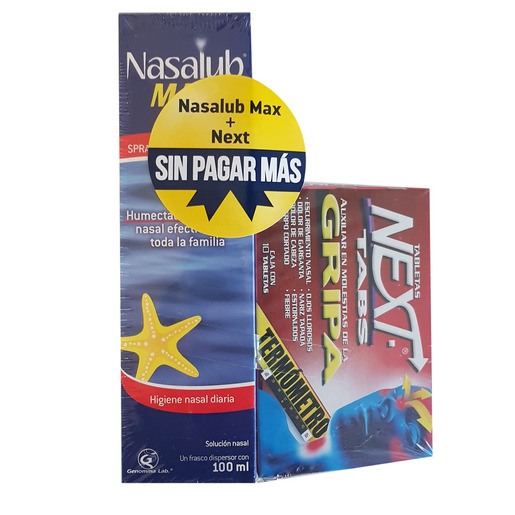 Nasalub®
Nasalub Max
+
Next
SIN PAGAR MÁS
Humecta
nasal
toda la familia
Higiene nasal diaria
Solución nasal
Un frasco dispersor con
100 ml
Genomma Lab.®
TABLETAS
NEXT®
TABS
AUXILIAR EN MOLESTIAS DE LA
GRIPA
• ESCURRIMIENTO NASAL
• DOLOR DE GARGANTA
DOLOR DE CABEZA
CORTADO
• OJOS LLOROSOS
• NARIZ TAPADA
• ESTORNUDOS
• FIEBRE
CAJA CON
10 TABLETAS
TERMÓMETRO